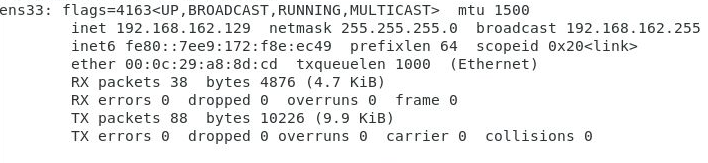 ens33: flags=4163<UP,BROADCAST,RUNNING,MULTICAST>  mtu 1500
        inet 192.168.162.129  netmask 255.255.255.0  broadcast 192.168.162.255
        inet6 fe80::7ee9:172:f8e:ec49  prefixlen 64  scopeid 0x20<link>
        ether 00:0c:29:a8:8d:cd  txqueuelen 1000  (Ethernet)
        RX packets 38  bytes 4876 (4.7 KiB)
        RX errors 0  dropped 0  overruns 0  frame 0
        TX packets 88  bytes 10226 (9.9 KiB)
        TX errors 0  dropped 0 overruns 0  carrier 0  collisions 0